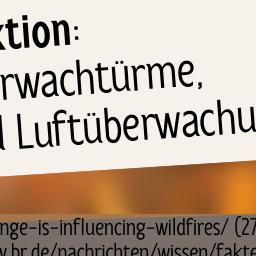 ktion:
rwachtürme,
d Luftüberwachu
nge-is-influencing-wildfires/ (27
w.br.de/nachrichten/wissen/fakte